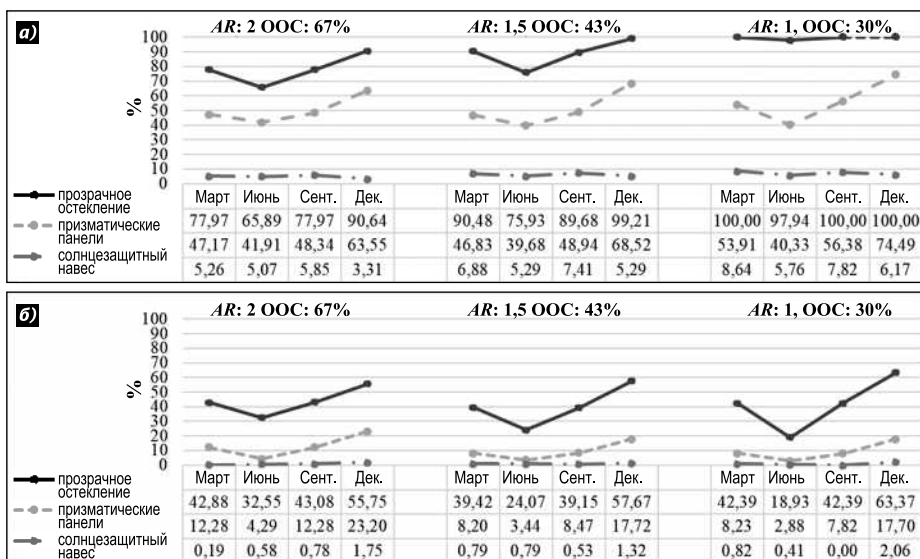 а)
AR: 2 ООС: 67% AR: 1,5 ООС: 43% AR: 1, ООС: 30%
100
90
80
70
60
50
40
30
20
10
0
%
прозрачное остекление
призматические панели
солнцезащитный навес
Март Июнь Сент. Дек. Март Июнь Сент. Дек. Март Июнь Сент. Дек.
77,97 65,89 77,97 90,64 90,48 75,93 89,68 99,21 100,00 97,94 100,00 100,00
47,17 41,91 48,34 63,55 46,83 39,68 48,94 68,52 53,91 40,33 56,38 74,49
5,26 5,07 5,85 3,31 6,88 5,29 7,41 5,29 8,64 5,76 7,82 6,17
б)
AR: 2 ООС: 67% AR: 1,5 ООС: 43% AR: 1, ООС: 30%
100
90
80
70
60
50
40
30
20
10
0
%
прозрачное остекление
призматические панели
солнцезащитный навес
Март Июнь Сент. Дек. Март Июнь Сент. Дек. Март Июнь Сент. Дек.
42,88 32,55 43,08 55,75 39,42 24,07 39,15 57,67 42,39 18,93 42,39 63,37
12,28 4,29 12,28 23,20 8,20 3,44 8,47 17,72 8,23 2,88 7,82 17,70
0,19 0,58 0,78 1,75 0,79 0,79 0,53 1,32 0,82 0,41 0,00 2,06